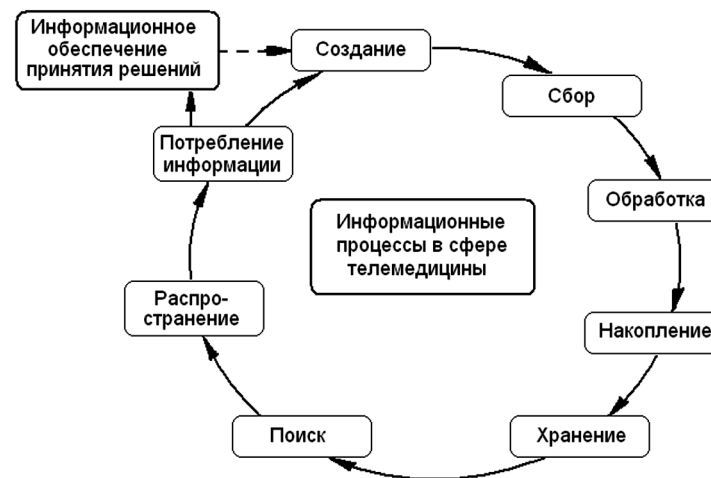 Информационное
обеспечение
принятия решений
Создание
Сбор
Потребление
информации
Обработка
Информационные
процессы в сфере
телемедицины
Распро-
странение
Накопление
Поиск
Хранение